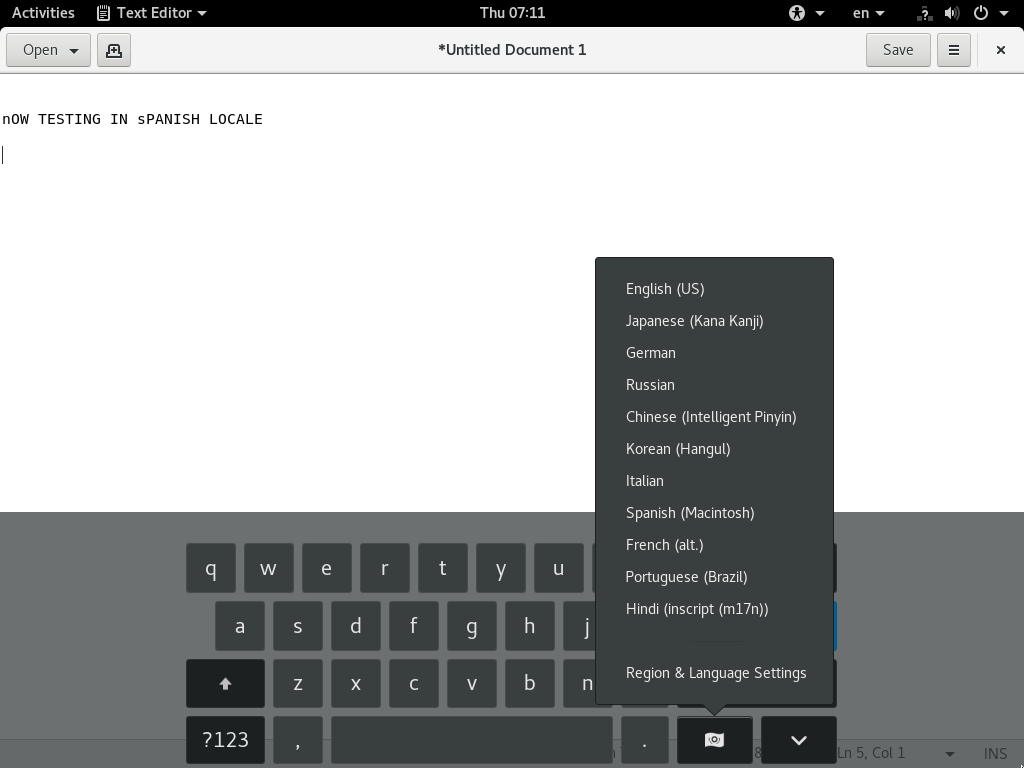 Activities Text Editor Thu 07:11 en
Open *Untitled Document 1 Save
nOW TESTING IN sPANISH LOCALE
English (US)
Japanese (Kana Kanji)
German
Russian
Chinese (Intelligent Pinyin)
Korean (Hangul)
Italian
Spanish (Macintosh)
French (alt.)
Portuguese (Brazil)
Hindi (inscript (m17n))
Region & Language Settings
q w e r t y u
a s d f g h j
z x c v b n
?123 , .
Ln 5, Col 1 INS